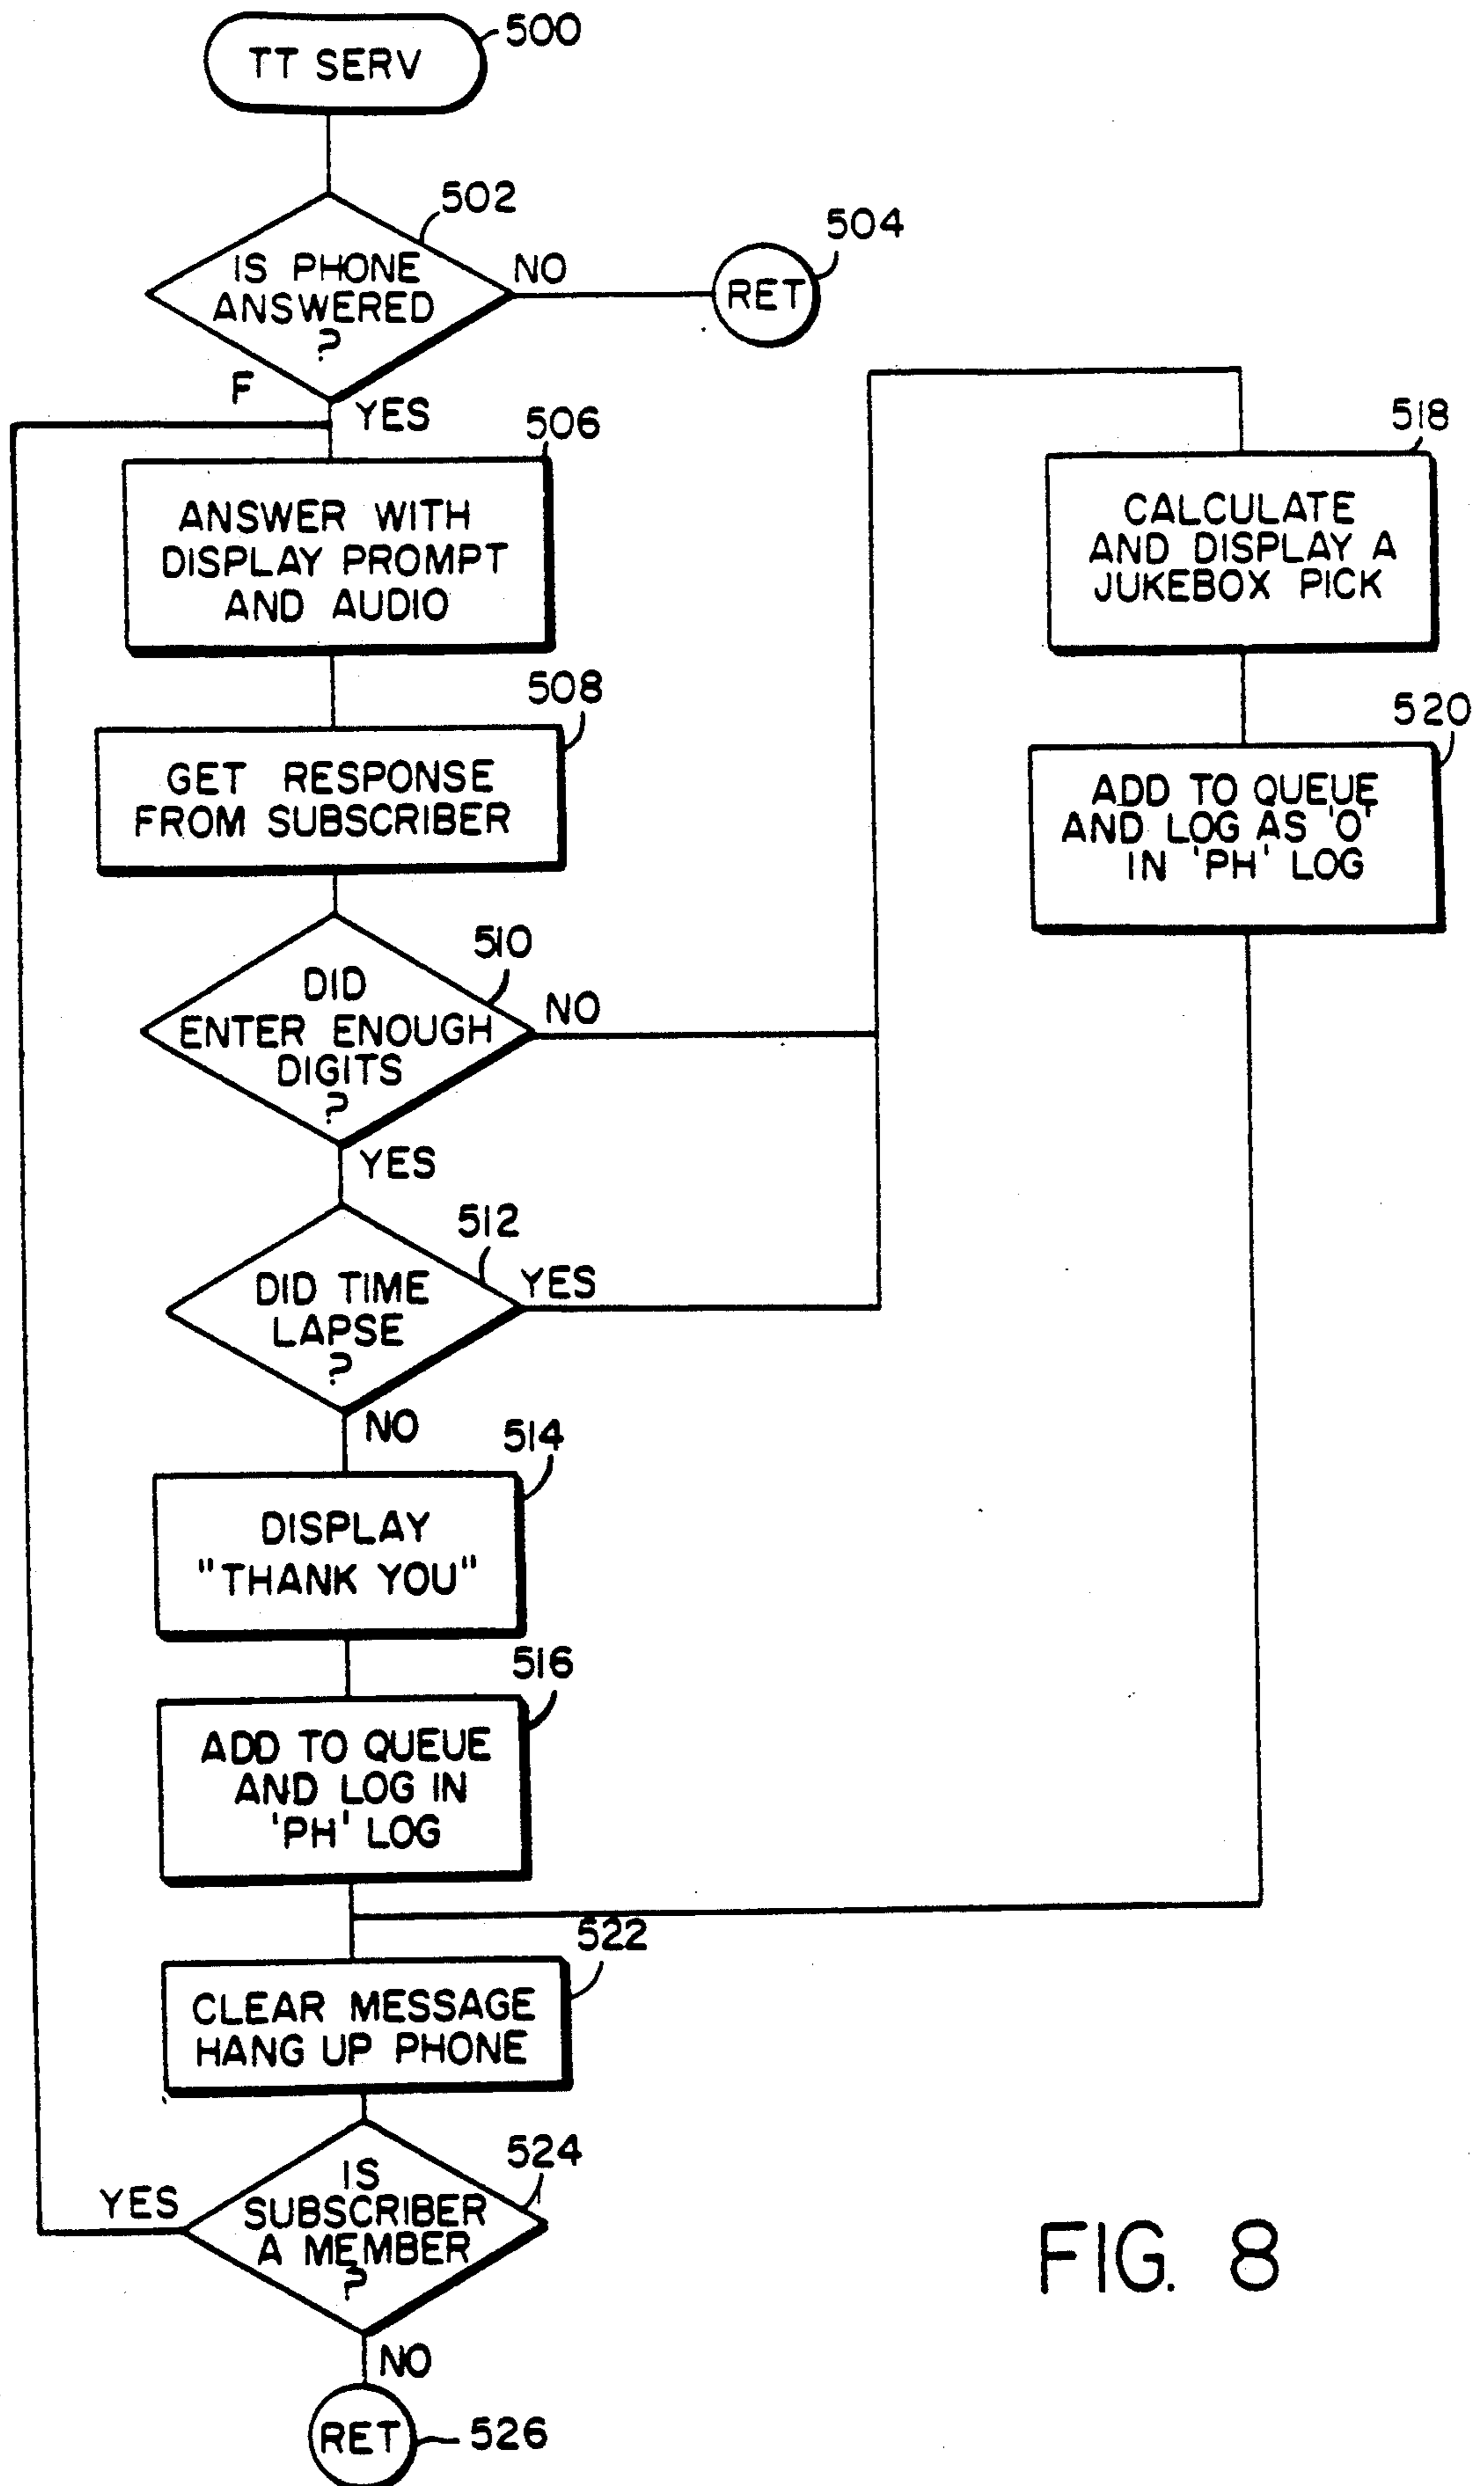 TT SERV
500
502
IS PHONE
ANSWERED
?
NO
504
RET
F
YES
506
ANSWER WITH
DISPLAY PROMPT
AND AUDIO
508
GET RESPONSE
FROM SUBSCRIBER
510
DID
ENTER ENOUGH
DIGITS
?
NO
YES
512
DID TIME
LAPSE
?
YES
NO
514
DISPLAY
"THANK YOU"
516
ADD TO QUEUE
AND LOG IN
'PH' LOG
518
CALCULATE
AND DISPLAY A
JUKEBOX PICK
520
ADD TO QUEUE
AND LOG AS 'O'
IN 'PH' LOG
522
CLEAR MESSAGE
HANG UP PHONE
524
IS
SUBSCRIBER
A MEMBER
?
YES
NO
RET
526
FIG. 8